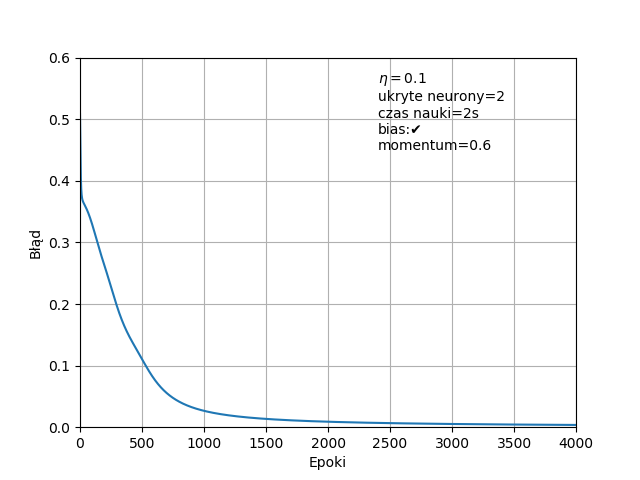 0.6
0.5
0.4
0.3
0.2
0.1
0.0
Błąd
η = 0.1
ukryte neurony=2
czas nauki=2s
bias:✔
momentum=0.6
0 500 1000 1500 2000 2500 3000 3500 4000
Epoki